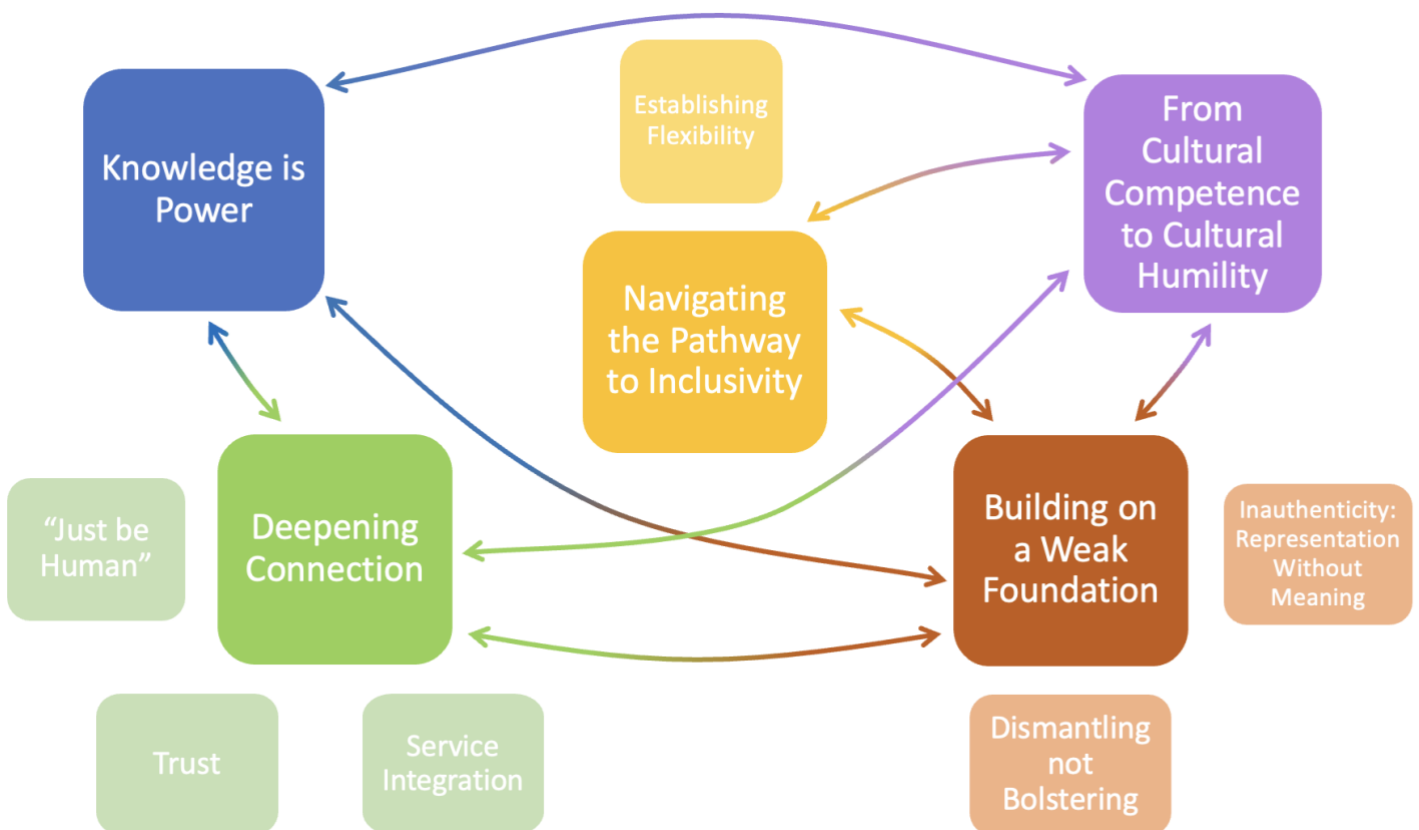 Knowledge is
Power
Establishing
Flexibility
From
Cultural
Competence
to Cultural
Humility
Navigating
the Pathway
to Inclusivity
"Just be
Human"
Deepening
Connection
Building on
a Weak
Foundation
Inauthenticity:
Representation
Without
Meaning
Trust
Service
Integration
Dismantling
not
Bolstering